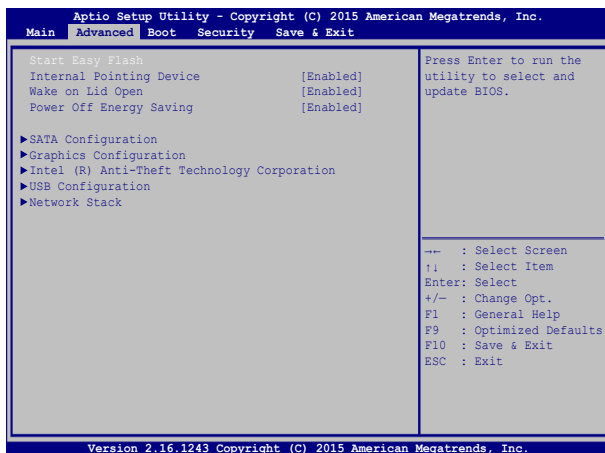 Aptio Setup Utility - Copyright (C) 2015 American Megatrends, Inc.
Main Advanced Boot Security Save & Exit
Start Easy Flash
Internal Pointing Device [Enabled]
Wake on Lid Open [Enabled]
Power Off Energy Saving [Enabled]
▶SATA Configuration
▶Graphics Configuration
▶Intel (R) Anti-Theft Technology Corporation
▶USB Configuration
▶Network Stack
Press Enter to run the
utility to select and
update BIOS.
→← : Select Screen
↑↓ : Select Item
Enter: Select
+/— : Change Opt.
F1 : General Help
F9 : Optimized Defaults
F10 : Save & Exit
ESC : Exit
Version 2.16.1243 Copyright (C) 2015 American Megatrends, Inc.